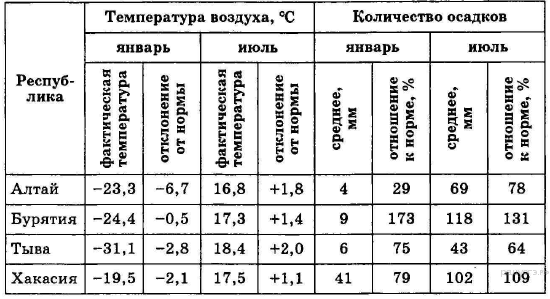 Респуб-
лика
Температура воздуха, °С
Количество осадков
январь
июль
январь
июль
фактическая
температура
отклонение
от нормы
фактическая
температура
отклонение
от нормы
среднее,
мм
отношение
к норме, %
среднее,
мм
отношение
к норме, %
Алтай −23,3 −6,7 16,8 +1,8 4 29 69 78
Бурятия −24,4 −0,5 17,3 +1,4 9 173 118 131
Тыва −31,1 −2,8 18,4 +2,0 6 75 43 64
Хакасия −19,5 −2,1 17,5 +1,1 41 79 102 109